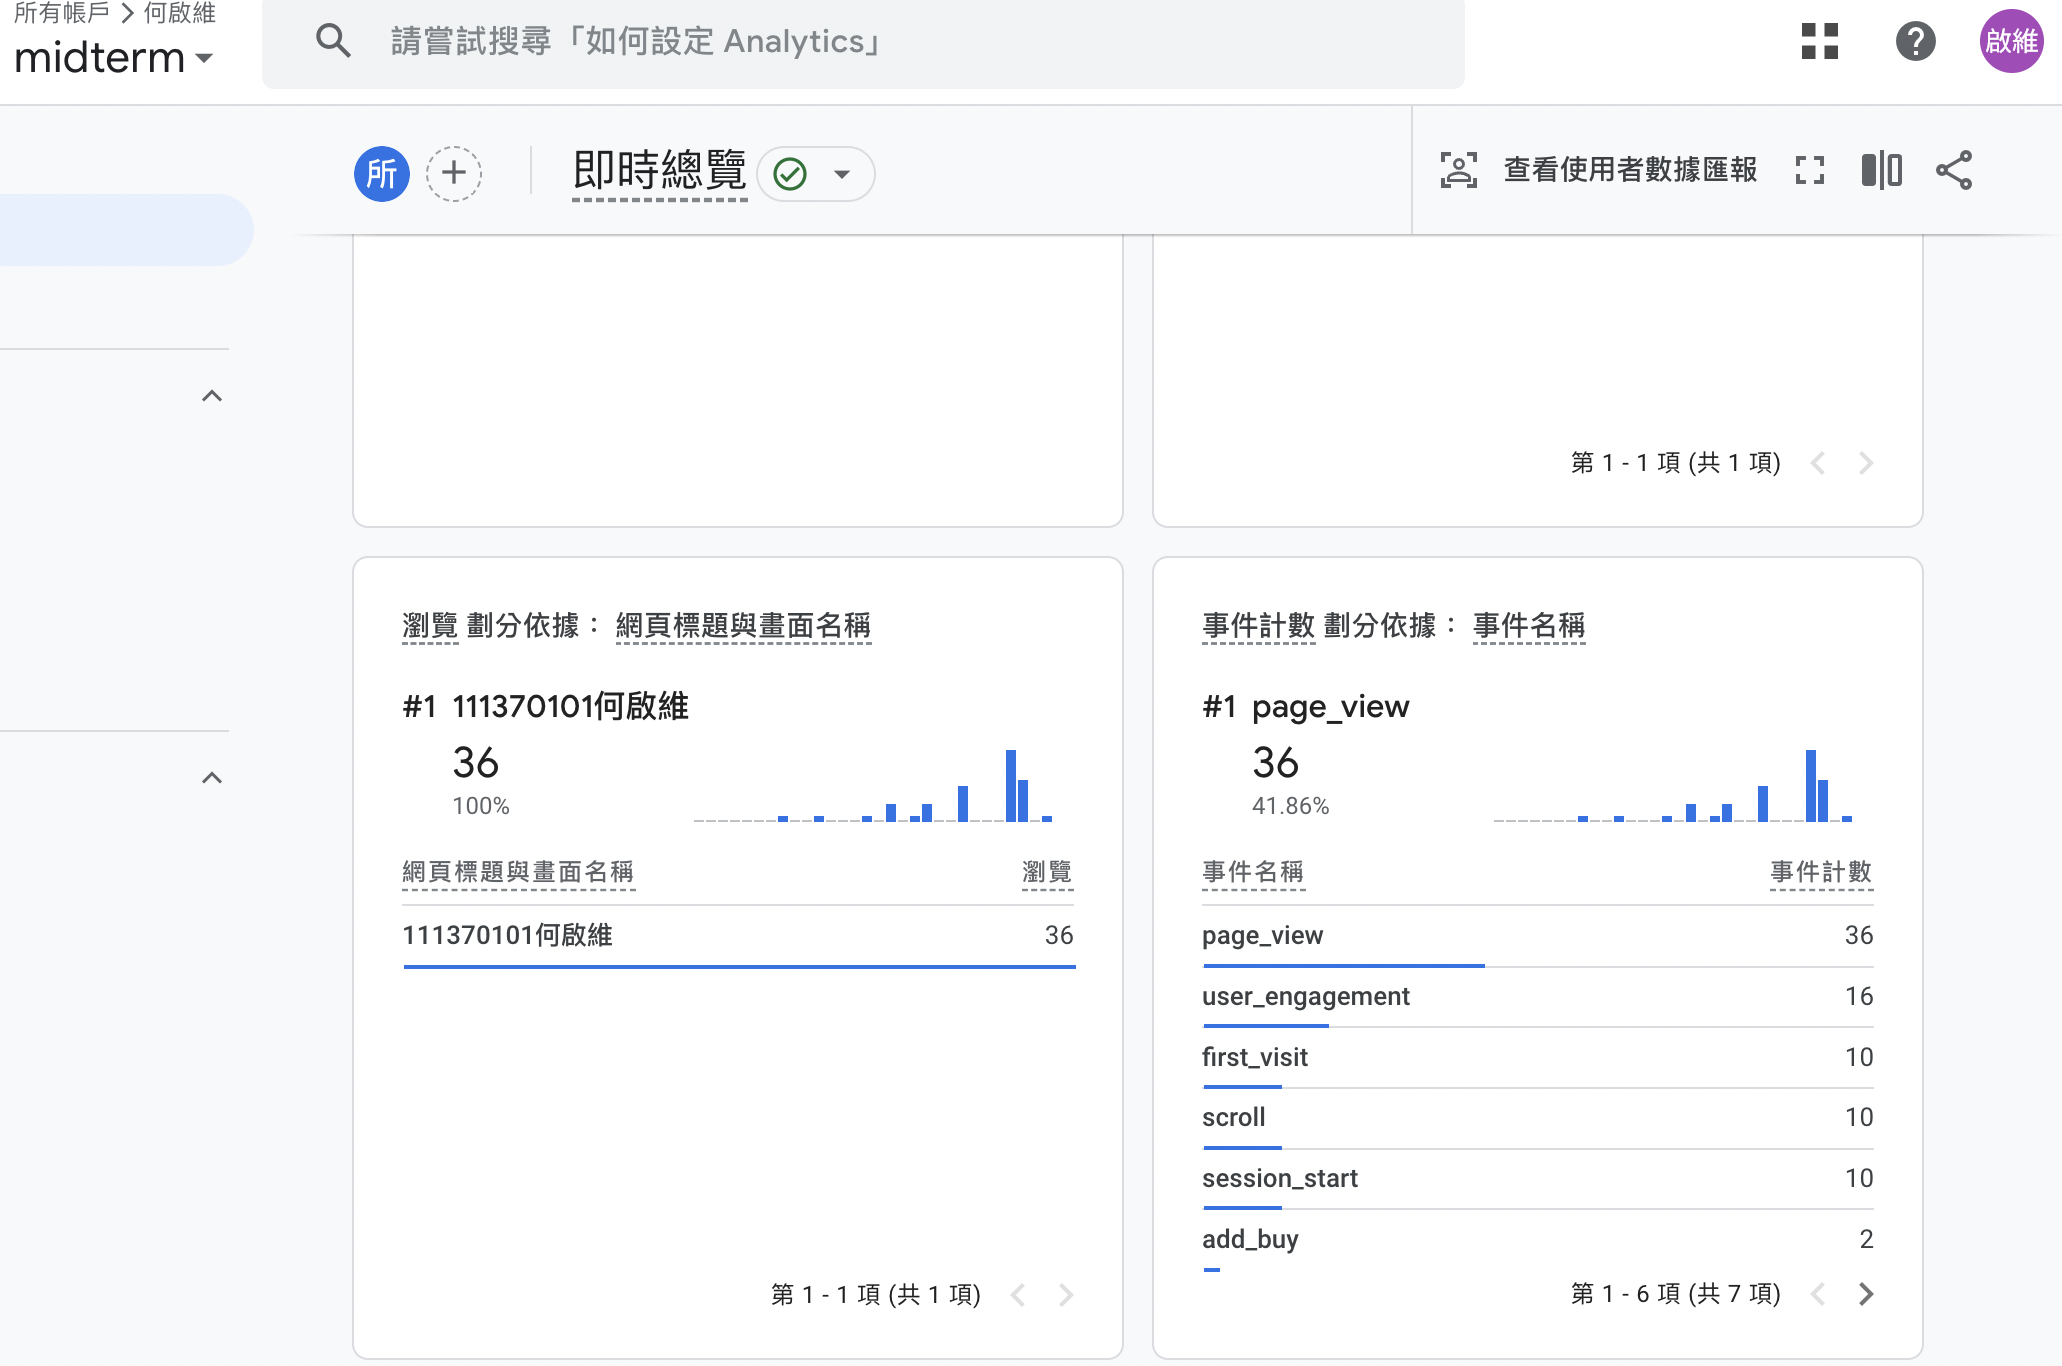 所有帳戶 > 何啟維
midterm
請嘗試搜尋「如何設定 Analytics」
啟維
所
即時總覽
查看使用者數據匯報
第 1 - 1 項 (共 1 項)
瀏覽 劃分依據： 網頁標題與畫面名稱
#1 111370101何啟維
36
100%
網頁標題與畫面名稱 瀏覽
111370101何啟維 36
第 1 - 1 項 (共 1 項)
事件計數 劃分依據： 事件名稱
#1 page_view
36
41.86%
事件名稱 事件計數
page_view 36
user_engagement 16
first_visit 10
scroll 10
session_start 10
add_buy 2
第 1 - 6 項 (共 7 項)